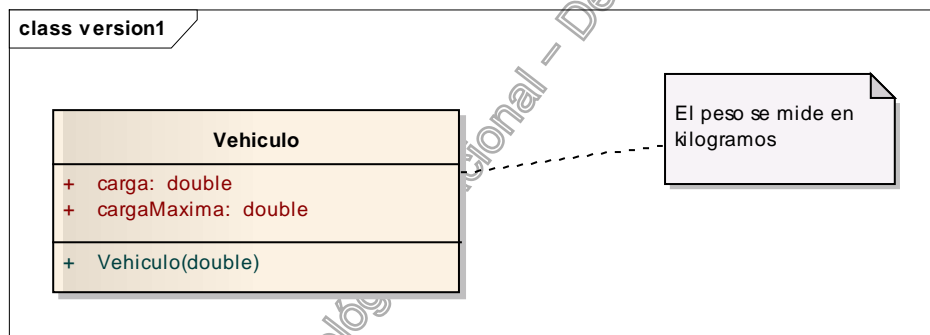 class version1
Vehiculo
+ carga: double
+ cargaMaxima: double
+ Vehiculo(double)
El peso se mide en
kilogramos